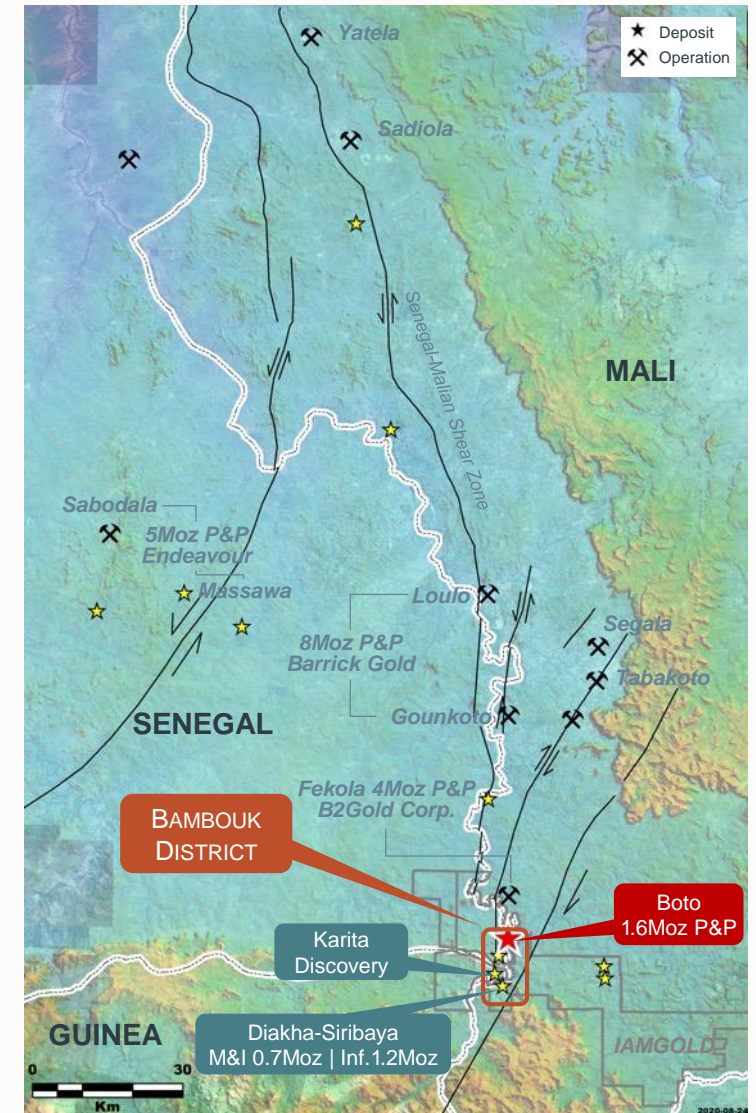 Deposit
Operation
Yatela
Sadiola
Senegal-Malian Shear Zone
MALI
Sabodala
5Moz P&P
Endeavour
Massawa
Loulo
8Moz P&P
Barrick Gold
Gounkoto
Segala
Tabakoto
SENEGAL
Fekola 4Moz P&P
B2Gold Corp.
BAMBOUK
DISTRICT
Boto
1.6Moz P&P
Karita
Discovery
Diakha-Siribaya
M&I 0.7Moz | Inf.1.2Moz
GUINEA
IAMGOLD
0 30
Km